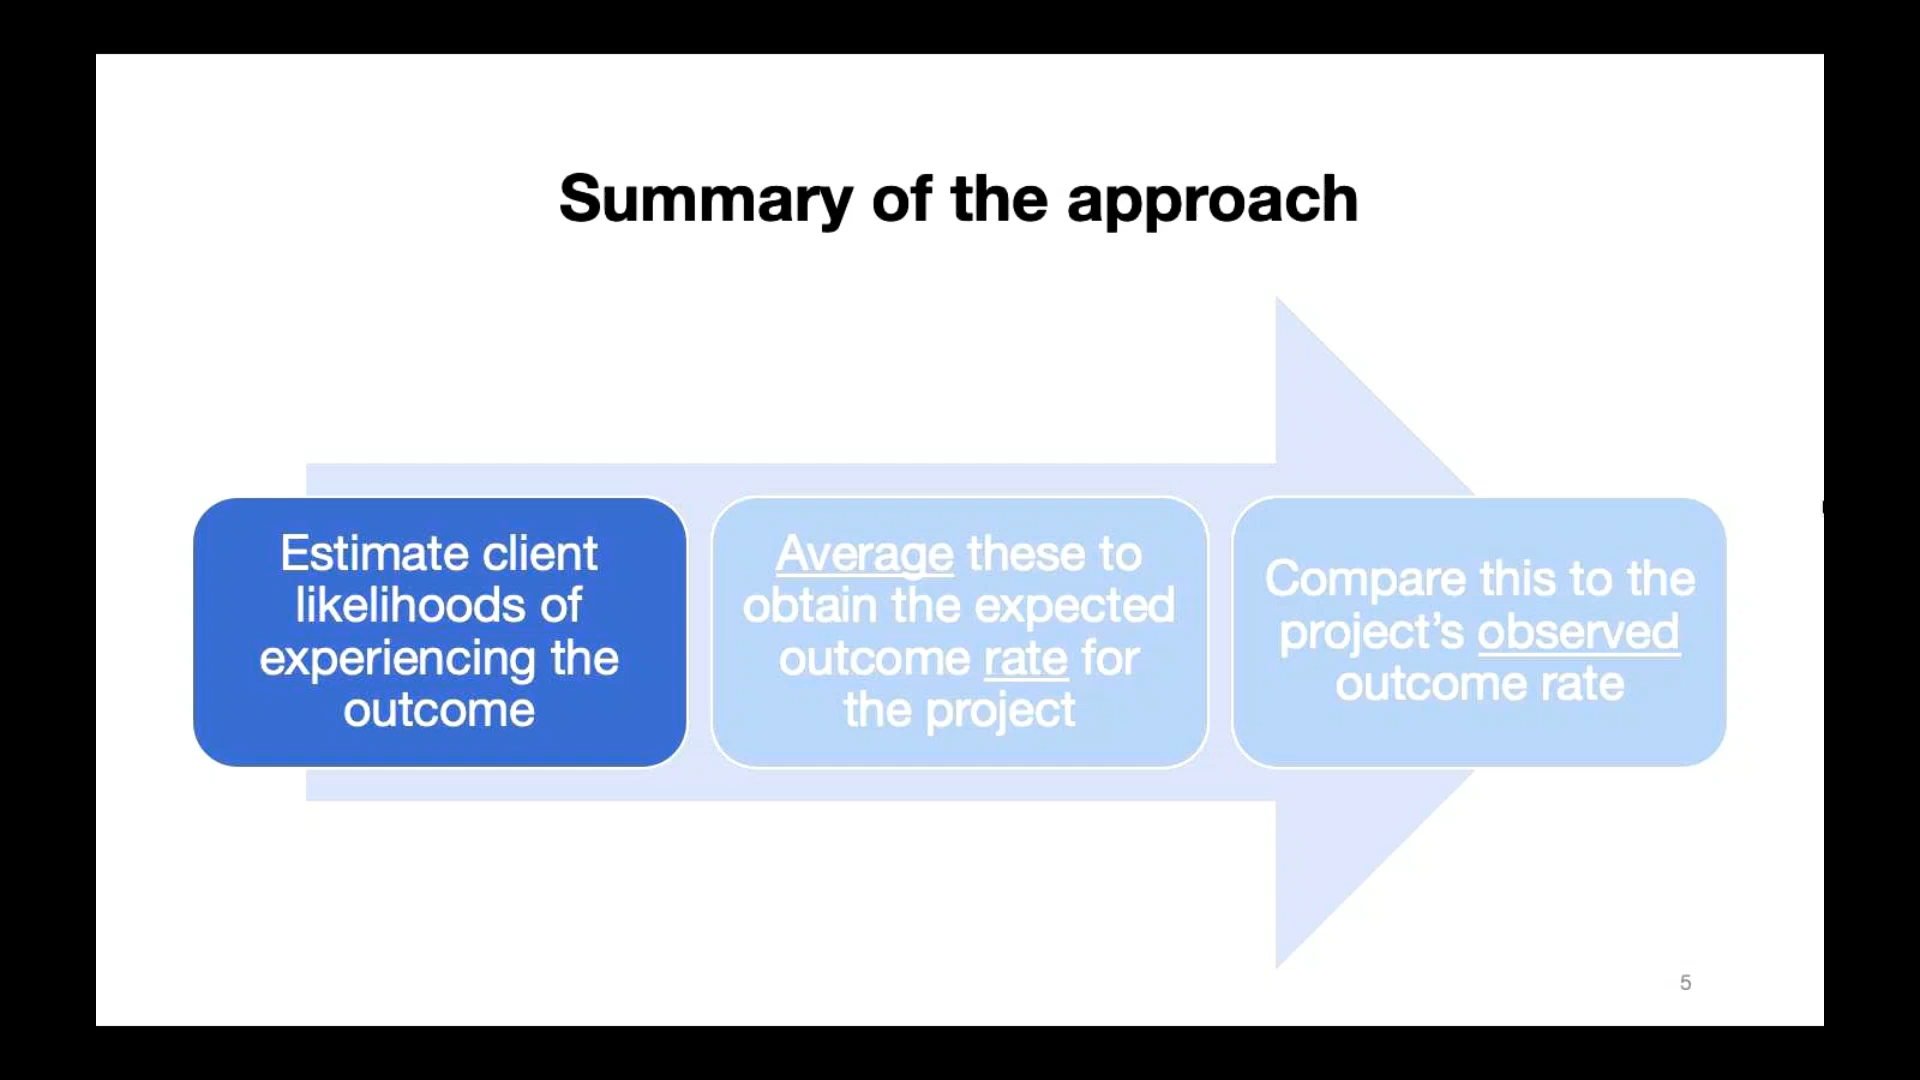 Summary of the approach
Estimate client
likelihoods of
experiencing the
outcome
Average these to
obtain the expected
outcome rate for
the project
Compare this to the
project’s observed
outcome rate
5